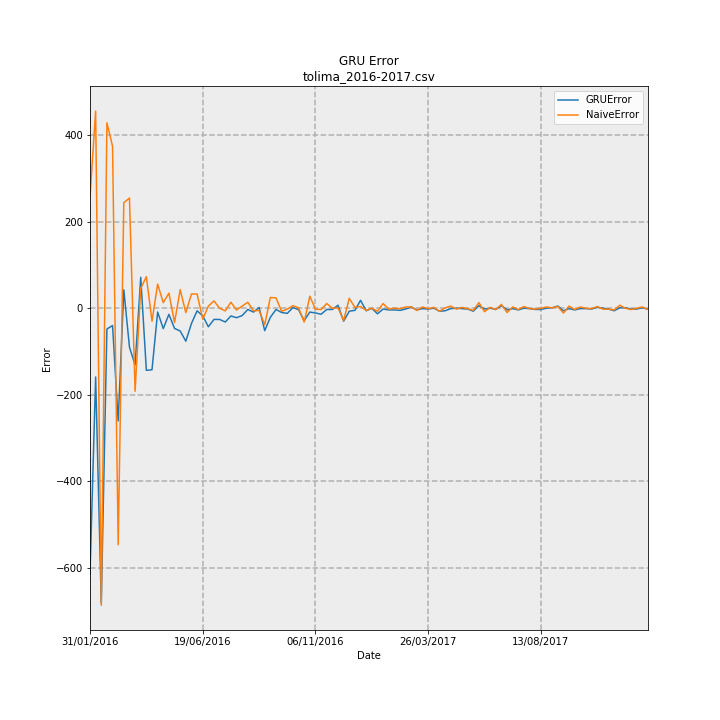 GRU Error
tolima_2016-2017.csv
GRUError
NaiveError
400
200
0
−200
−400
−600
Error
31/01/2016
19/06/2016
06/11/2016
26/03/2017
13/08/2017
Date